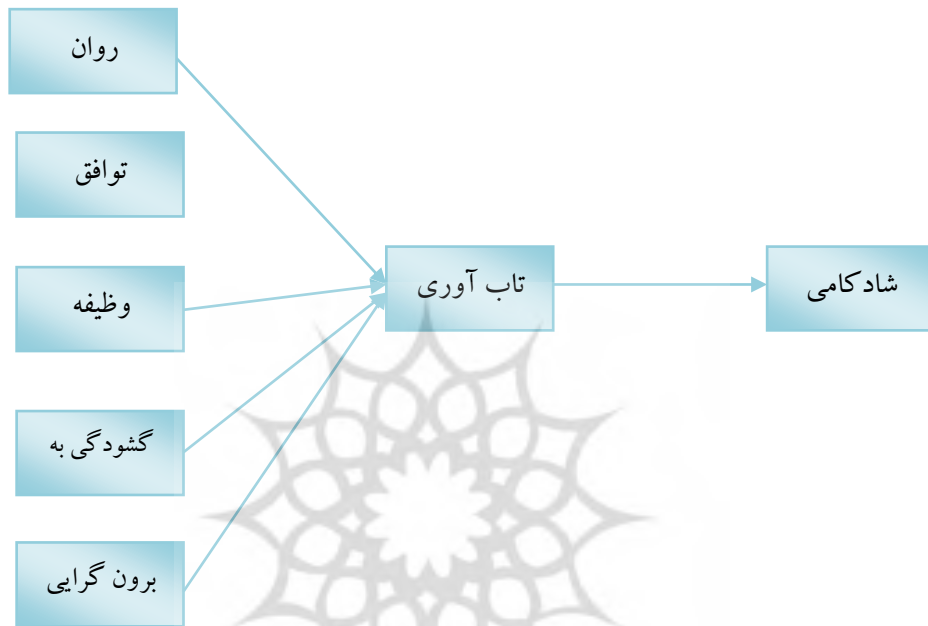 روان
توافق
وظیفه
تاب آوری
شادکامی
گشودگی به
برون گرایی